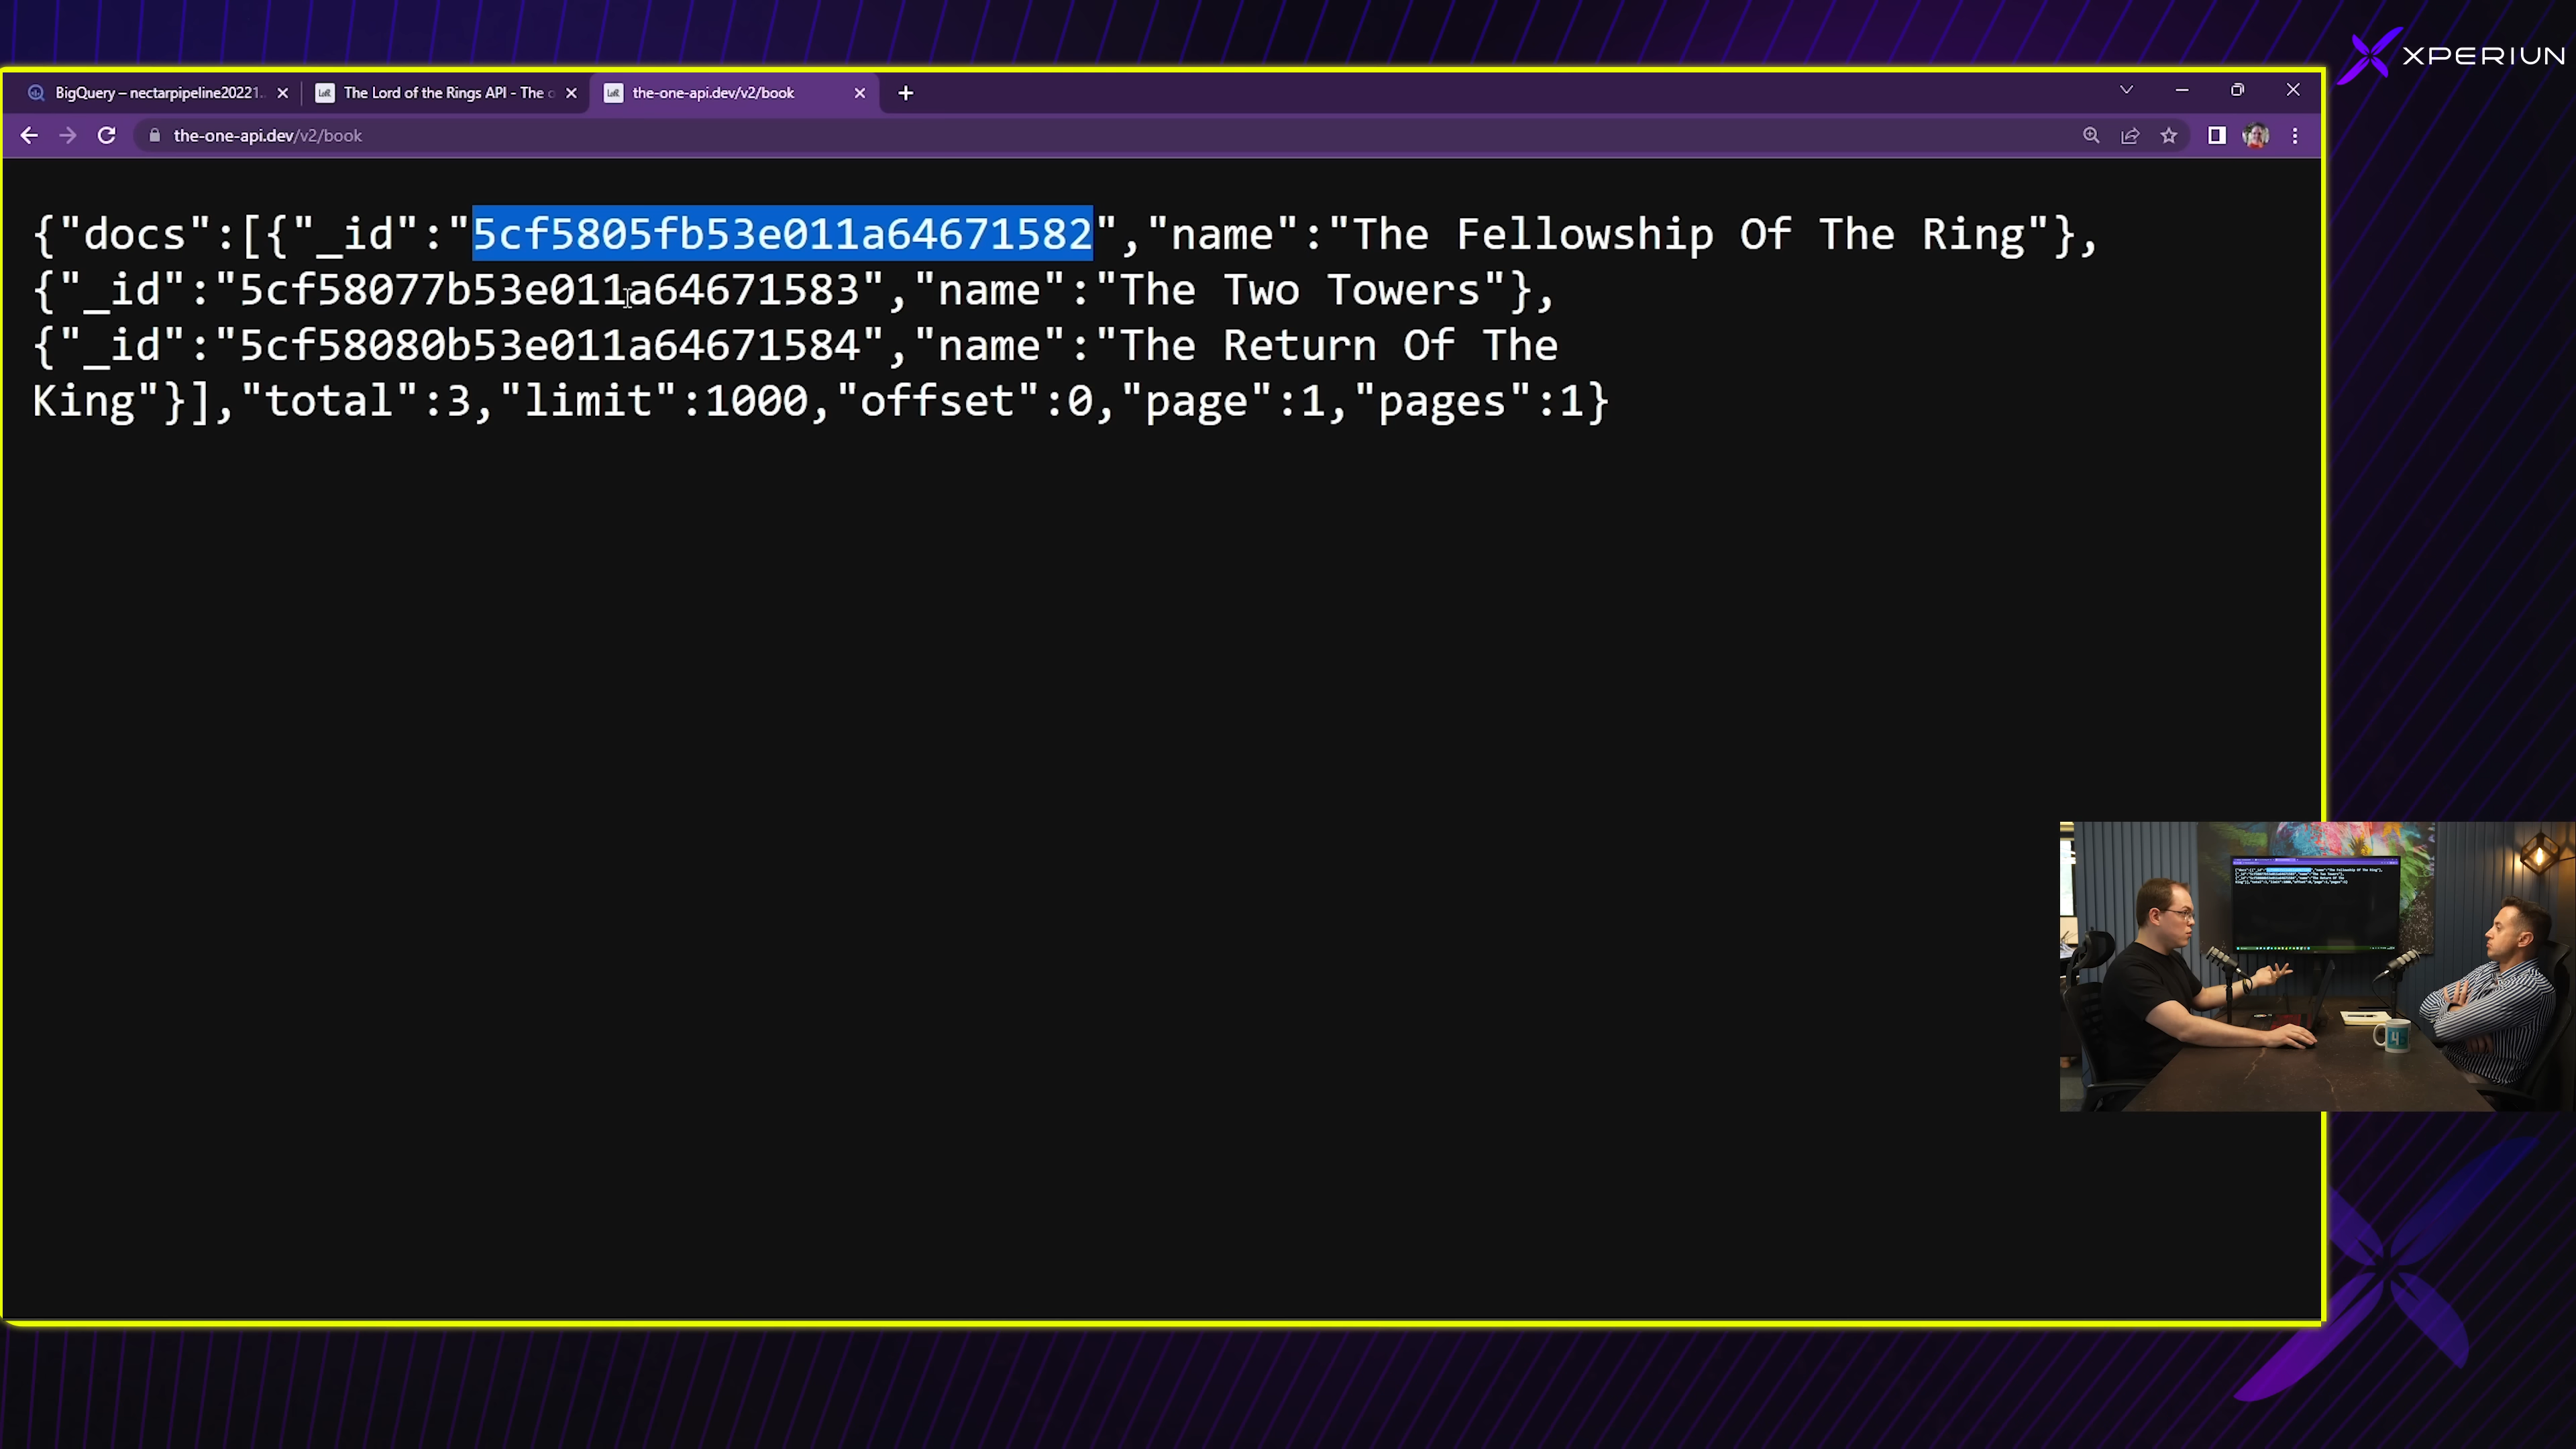 XPERIUN
BigQuery – nectarpipeline20221
The Lord of the Rings API - The o
the-one-api.dev/v2/book
the-one-api.dev/v2/book
{"docs":[{"_id":"5cf5805fb53e011a64671582","name":"The Fellowship Of The Ring"},
{"_id":"5cf58077b53e011a64671583","name":"The Two Towers"},
{"_id":"5cf58080b53e011a64671584","name":"The Return Of The
King"}],"total":3,"limit":1000,"offset":0,"page":1,"pages":1}